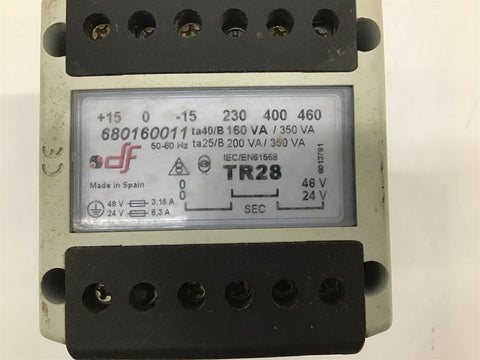 +15 0 -15 230 400 460
680160011 ta40/B 160 VA / 350 VA
50-60 Hz ta25/B 200 VA / 350 VA
df
IEC/EN61558
TR28
6013791
CE
Made in Spain
0 48 V
0 24 V
SEC
48 V 3,15 A
24 V 6,3 A